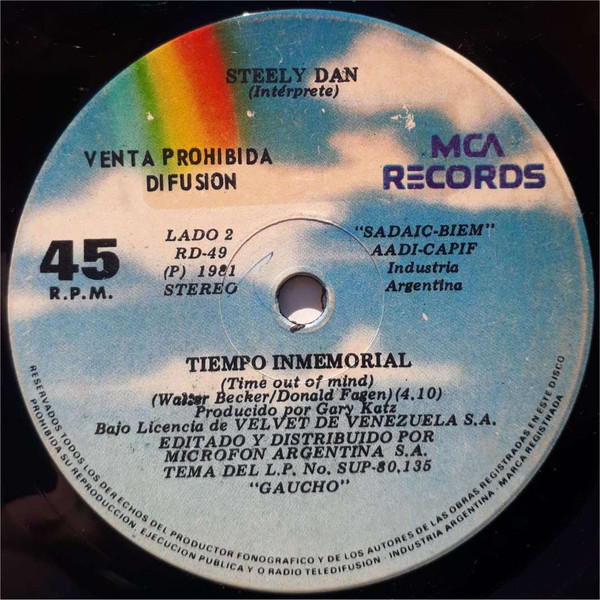 STEELY DAN
(Intérprete)
VENTA PROHIBIDA
DIFUSION
MCA
RECORDS
LADO 2
RD-49
(P) 1981
STEREO
45
R.P.M.
"SADAIC-BIEM"
AADI-CAPIF
Industria
Argentina
TIEMPO INMEMORIAL
(Time out of mind)
(Walter Becker/Donald Fagen)(4.10)
Producido por Gary Katz
Bajo Licencia de VELVET DE VENEZUELA S.A.
EDITADO Y DISTRIBUIDO POR
MICROFON ARGENTINA S.A.
TEMA DEL L.P. No. SUP-80,135
"GAUCHO"
RESERVADOS TODOS LOS DERECHOS DEL PRODUCTOR FONOGRAFICO Y DE LOS AUTORES DE LAS OBRAS REGISTRADAS EN ESTE DISCO
PROHIBIDA SU REPRODUCCION, EJECUCION PUBLICA Y O RADIO TELEDIFUSION - INDUSTRIA ARGENTINA - MARCA REGISTRADA